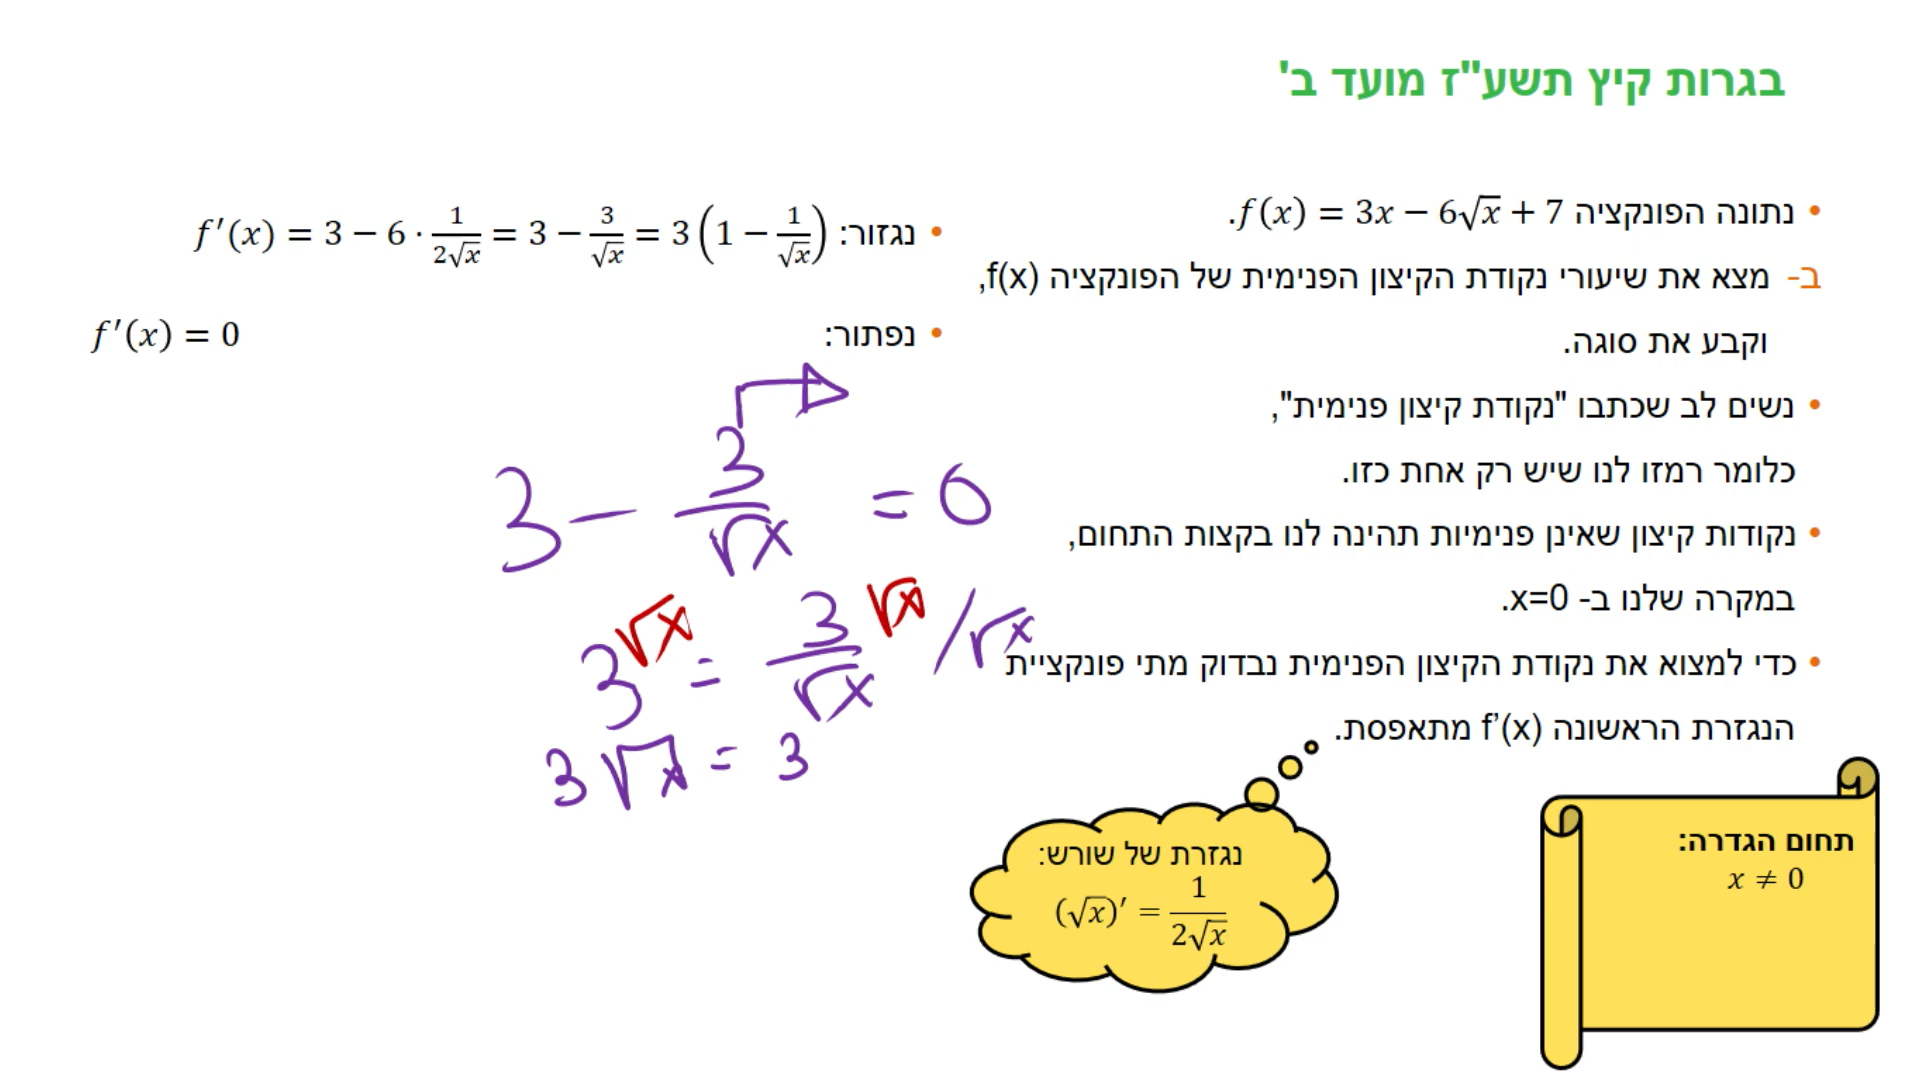 בגרות קיץ תשע"ז מועד ב'
• נתונה הפונקציה f(x) = 3x − 6√x + 7.
ב- מצא את שיעורי נקודת הקיצון הפנימית של הפונקציה f(x),
וקבע את סוגה.
• נשים לב שכתבו "נקודת קיצון פנימית",
כלומר רמזו לנו שיש רק אחת כזו.
• נקודות קיצון שאינן פנימיות תהינה לנו בקצות התחום,
במקרה שלנו ב- x=0.
• כדי למצוא את נקודת הקיצון הפנימית נבדוק מתי פונקציית
הנגזרת הראשונה f’(x) מתאפסת.
נגזרת של שורש:
(√x)′ = 1/(2√x)
תחום הגדרה:
x ≠ 0
• נגזור: f′(x) = 3 − 6 · 1/(2√x) = 3 − 3/√x = 3(1 − 1/√x)
• נפתור: f′(x) = 0
3 − 3/√x = 0
3√x = 3/√x √x /√x
3√x = 3